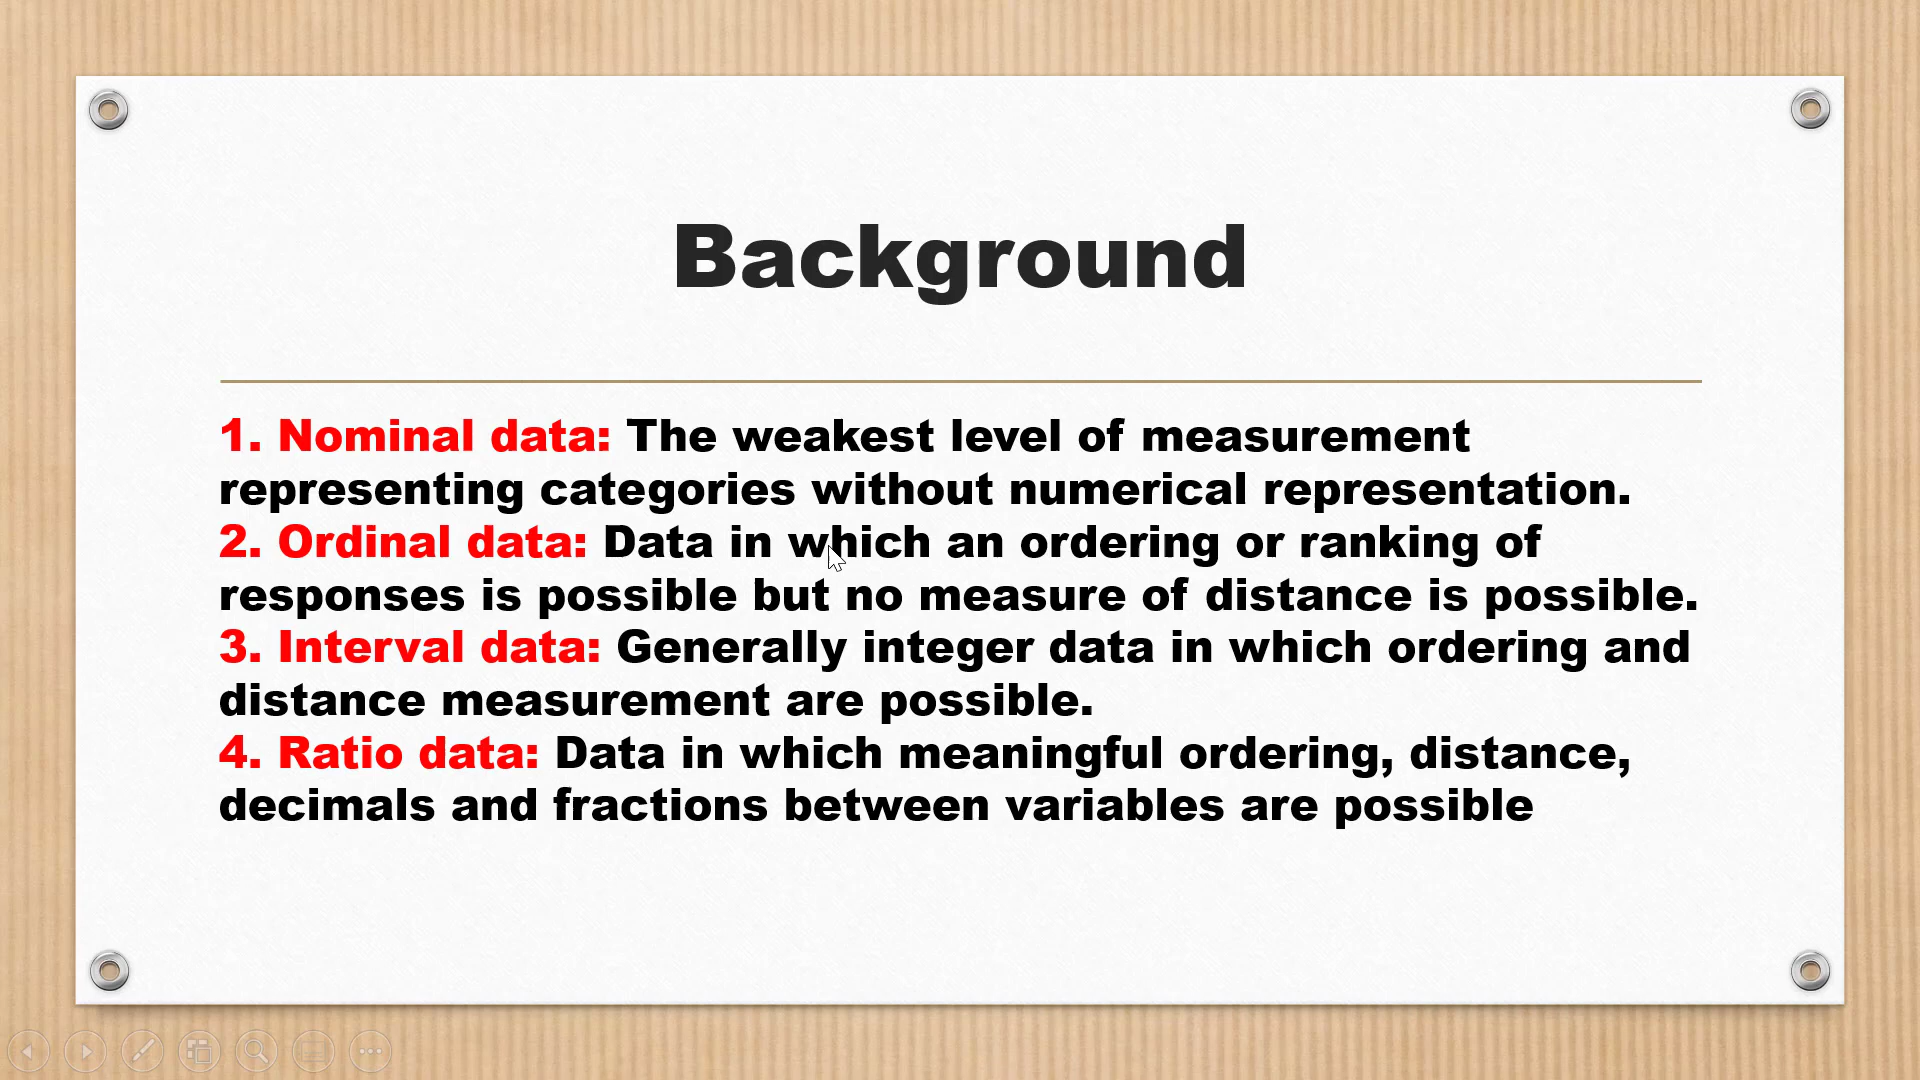 Background
1. Nominal data: The weakest level of measurement
representing categories without numerical representation.
2. Ordinal data: Data in which an ordering or ranking of
responses is possible but no measure of distance is possible.
3. Interval data: Generally integer data in which ordering and
distance measurement are possible.
4. Ratio data: Data in which meaningful ordering, distance,
decimals and fractions between variables are possible